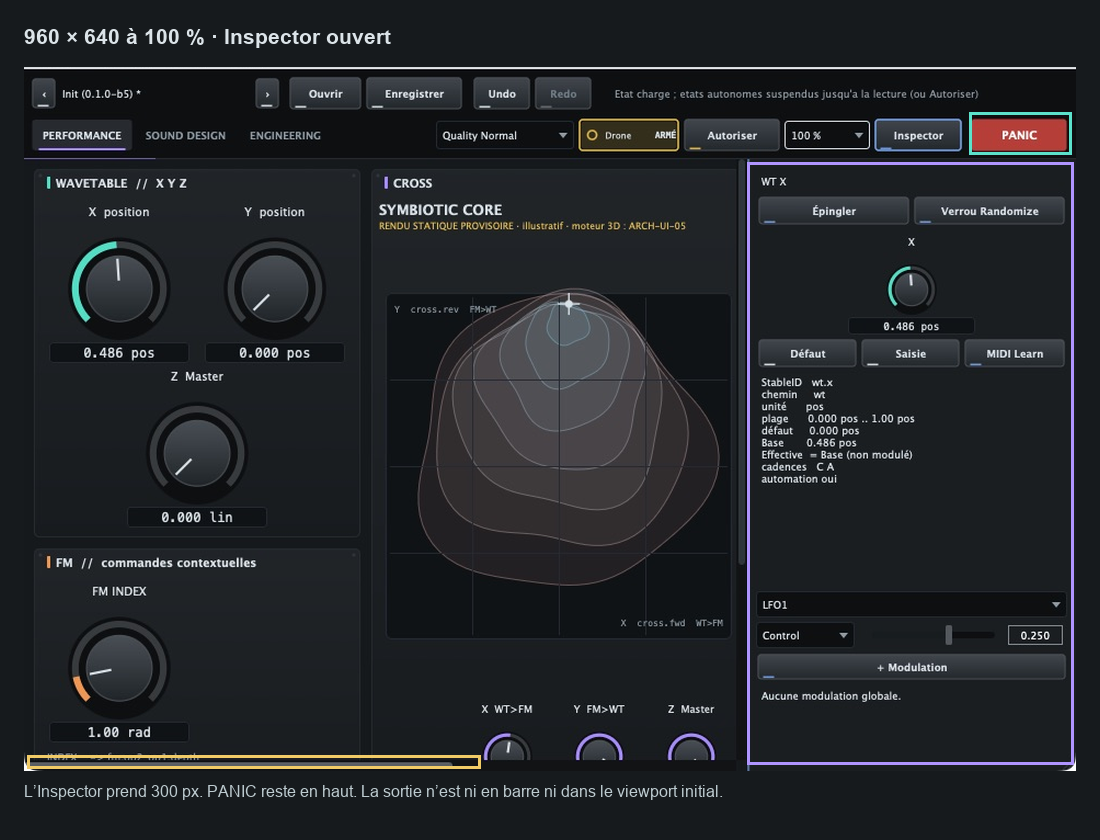 960 × 640 à 100 % · Inspector ouvert
‹ Init (0.1.0-b5) * › Ouvrir Enregistrer Undo Redo Etat charge ; etats autonomes suspendus jusqu'a la lecture (ou Autoriser)
PERFORMANCE SOUND DESIGN ENGINEERING Quality Normal Drone ARMÉ Autoriser 100 % Inspector PANIC
WAVETABLE // X Y Z
X position Y position
0.486 pos 0.000 pos
Z Master
0.000 lin
FM // commandes contextuelles
FM INDEX
1.00 rad
CROSS
SYMBIOTIC CORE
RENDU STATIQUE PROVISOIRE · illustratif · moteur 3D : ARCH-UI-05
Y cross.rev FM>WT
X cross.fwd WT>FM
X WT>FM Y FM>WT Z Master
WT X
Épingler Verrou Randomize
X
0.486 pos
Défaut Saisie MIDI Learn
StableID wt.x
chemin wt
unité pos
plage 0.000 pos .. 1.00 pos
défaut 0.000 pos
Base 0.486 pos
Effective = Base (non modulé)
cadences C A
automation oui
LFO1
Control 0.250
+ Modulation
Aucune modulation globale.
L’Inspector prend 300 px. PANIC reste en haut. La sortie n’est ni en barre ni dans le viewport initial.